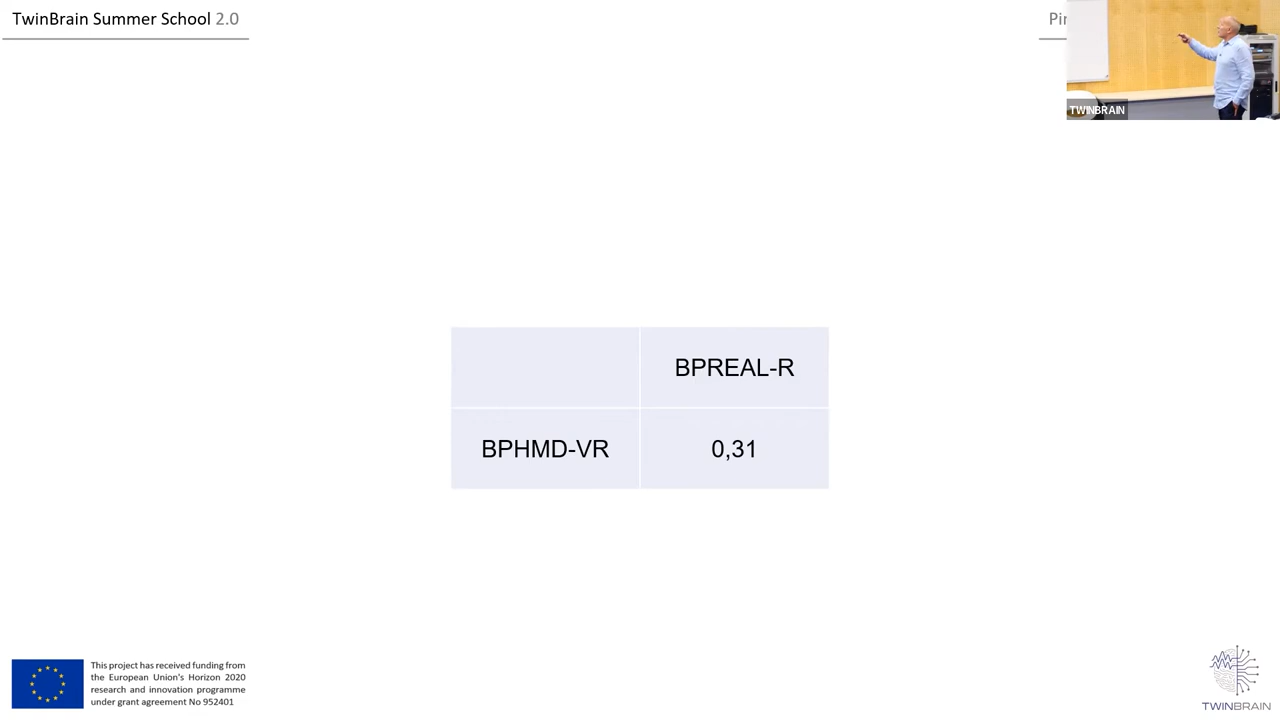 TwinBrain Summer School 2.0
TWINBRAIN
BPREAL-R
BPHMD-VR 0,31
This project has received funding from
the European Union's Horizon 2020
research and innovation programme
under grant agreement No 952401
TWINBRAIN